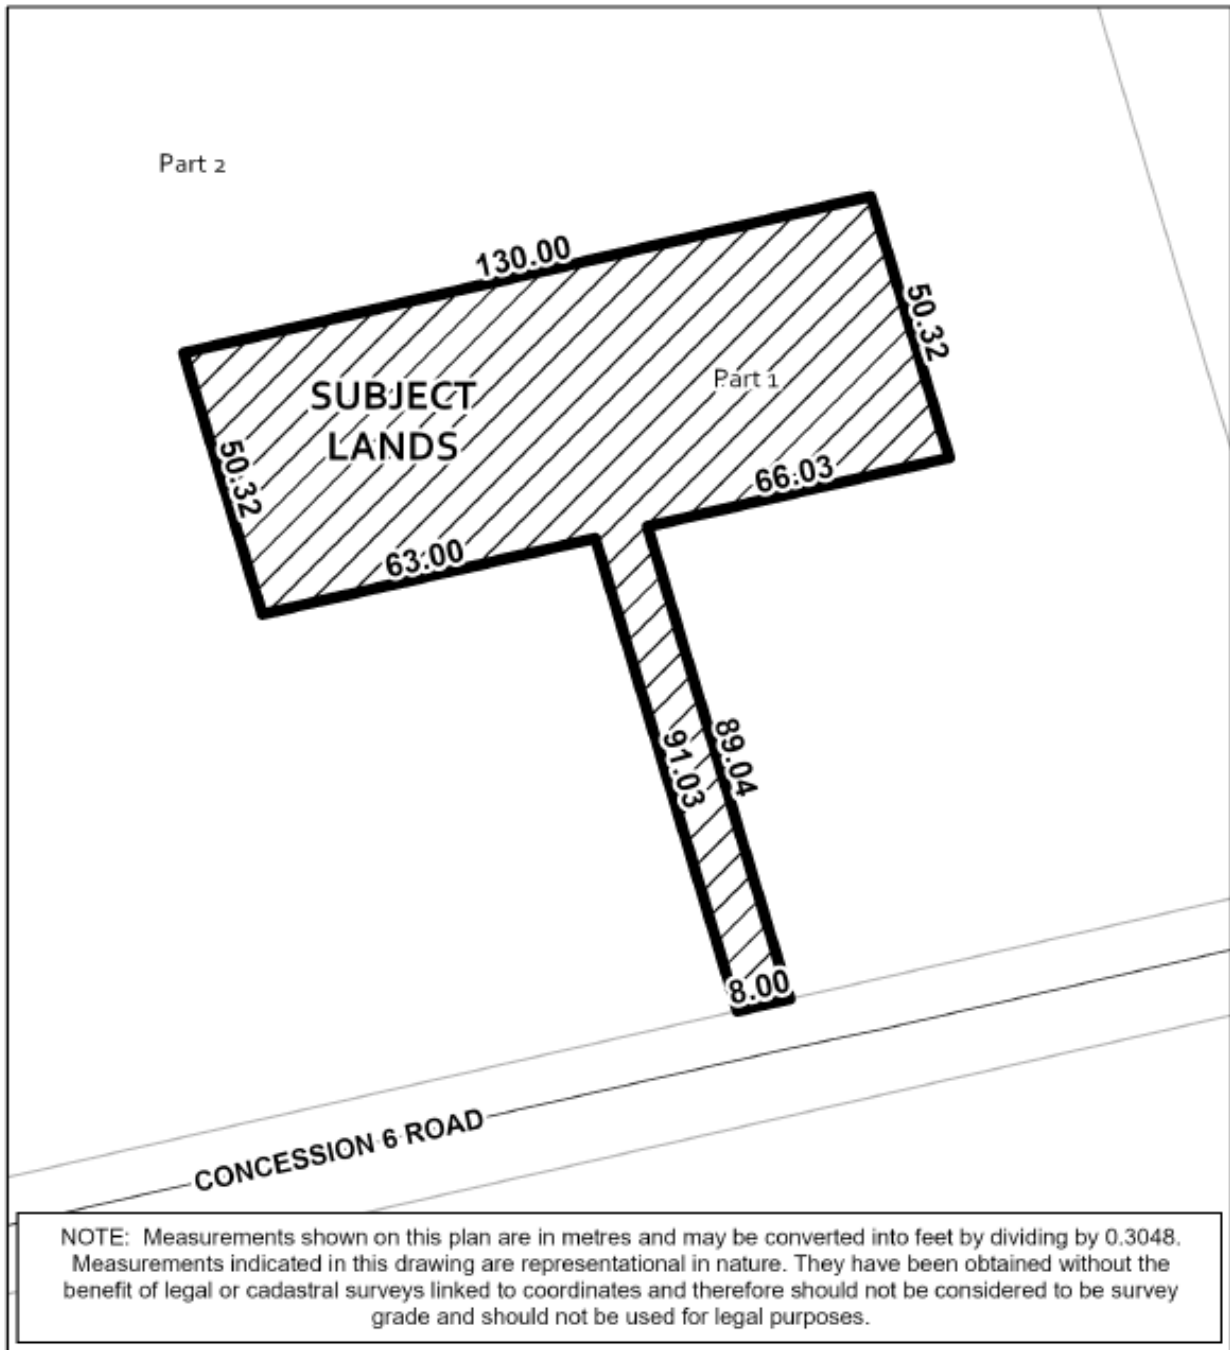 Part 2
130.00
50.32
SUBJECT
LANDS
Part 1
50.32
66.03
63.00
91.03
89.04
8.00
CONCESSION 6 ROAD
NOTE: Measurements shown on this plan are in metres and may be converted into feet by dividing by 0.3048.
Measurements indicated in this drawing are representational in nature. They have been obtained without the
benefit of legal or cadastral surveys linked to coordinates and therefore should not be considered to be survey
grade and should not be used for legal purposes.